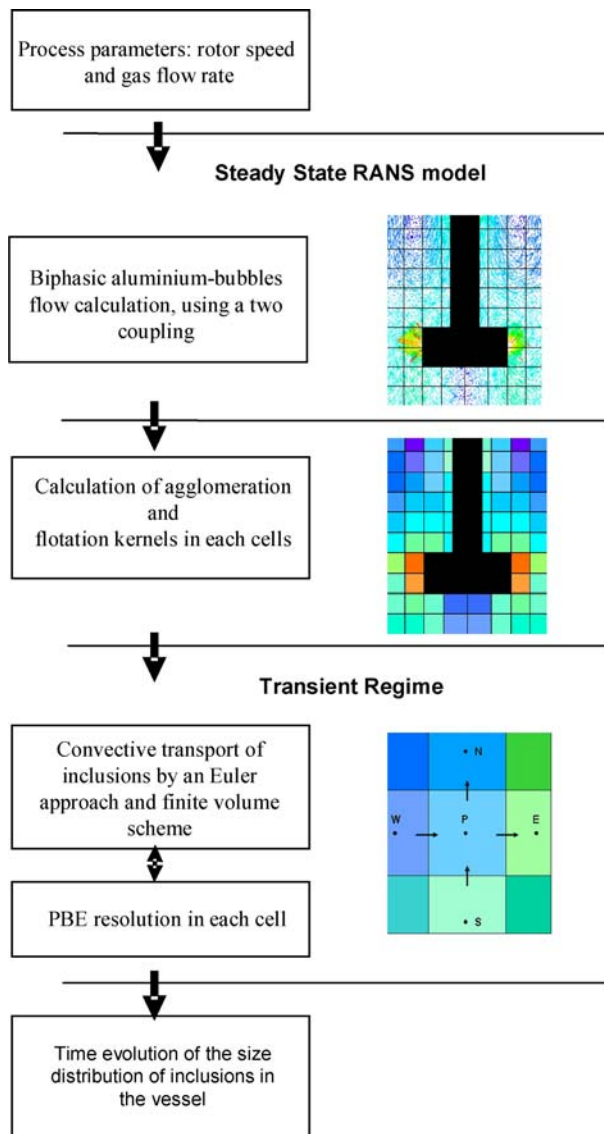 Process parameters: rotor speed
and gas flow rate
Steady State RANS model
Biphasic aluminium-bubbles
flow calculation, using a two
coupling
Calculation of agglomeration
and
flotation kernels in each cells
Transient Regime
Convective transport of
inclusions by an Euler
approach and finite volume
scheme
N
W
P
E
S
PBE resolution in each cell
Time evolution of the size
distribution of inclusions in
the vessel